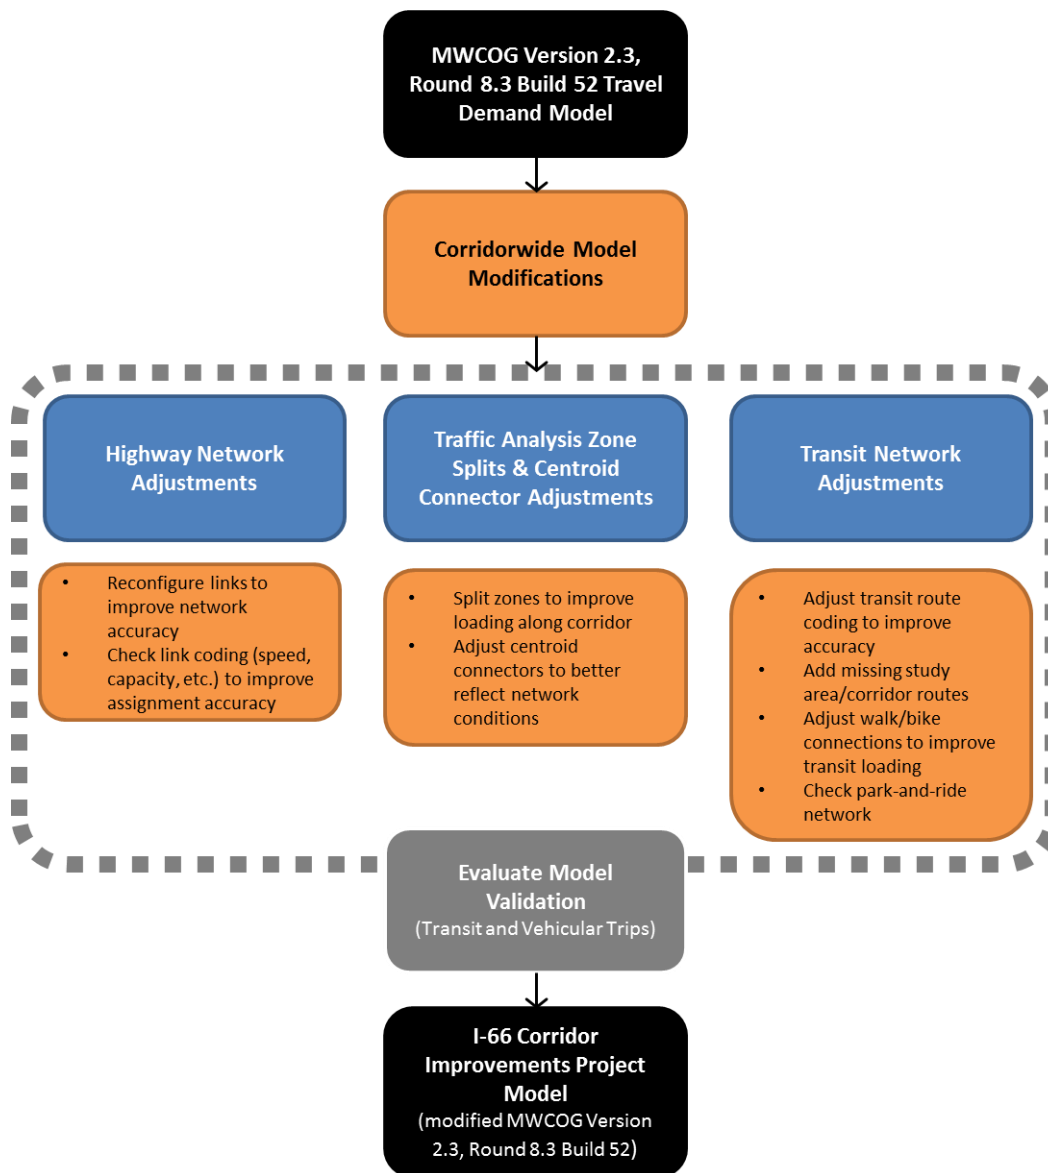 MWCOG Version 2.3,
Round 8.3 Build 52 Travel
Demand Model
Corridorwide Model
Modifications
Highway Network
Adjustments
• Reconfigure links to
improve network
accuracy
• Check link coding (speed,
capacity, etc.) to improve
assignment accuracy
Traffic Analysis Zone
Splits & Centroid
Connector Adjustments
• Split zones to improve
loading along corridor
• Adjust centroid
connectors to better
reflect network
conditions
Transit Network
Adjustments
• Adjust transit route
coding to improve
accuracy
• Add missing study
area/corridor routes
• Adjust walk/bike
connections to improve
transit loading
• Check park-and-ride
network
Evaluate Model
Validation
(Transit and Vehicular Trips)
I-66 Corridor
Improvements Project
Model
(modified MWCOG Version
2.3, Round 8.3 Build 52)